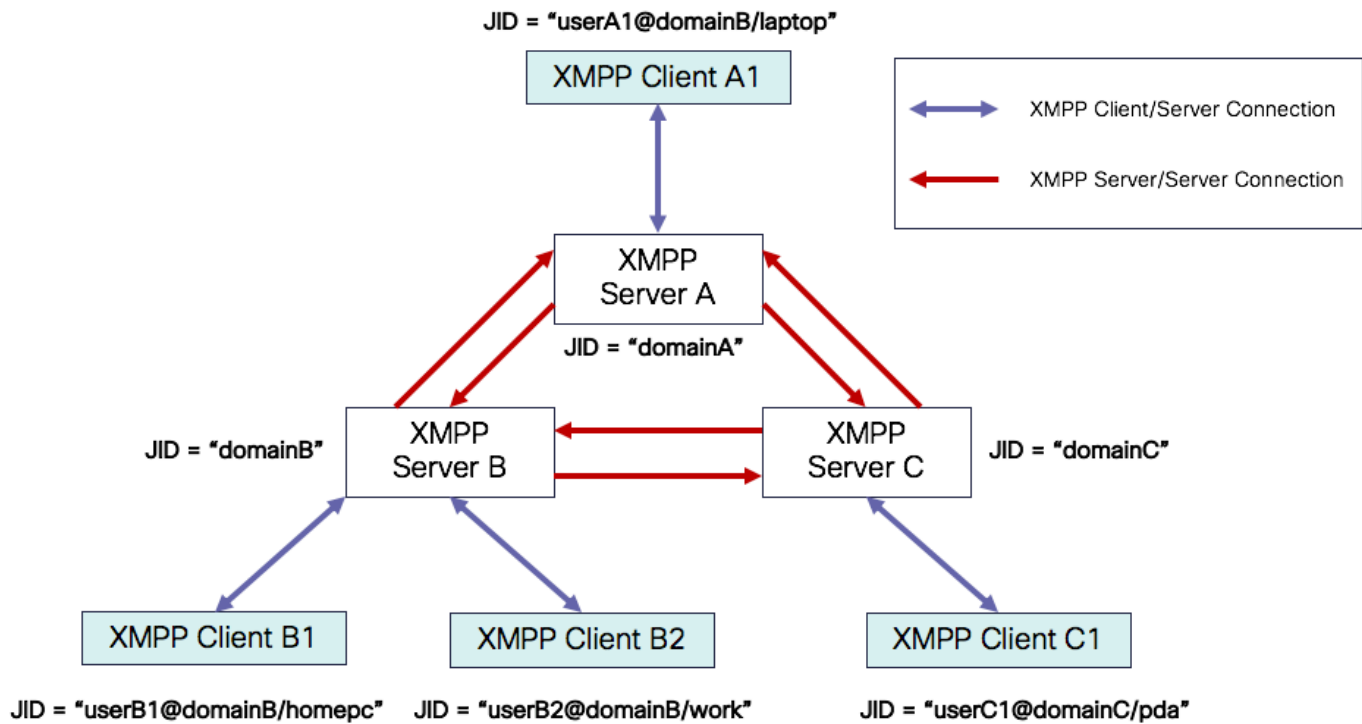 JID = “userA1@domainB/laptop”
XMPP Client A1
XMPP Client/Server Connection
XMPP Server/Server Connection
XMPP
Server A
JID = “domainA”
JID = “domainB”
XMPP
Server B
XMPP
Server C
JID = “domainC”
XMPP Client B1
XMPP Client B2
XMPP Client C1
JID = “userB1@domainB/homepc”
JID = “userB2@domainB/work”
JID = “userC1@domainC/pda”